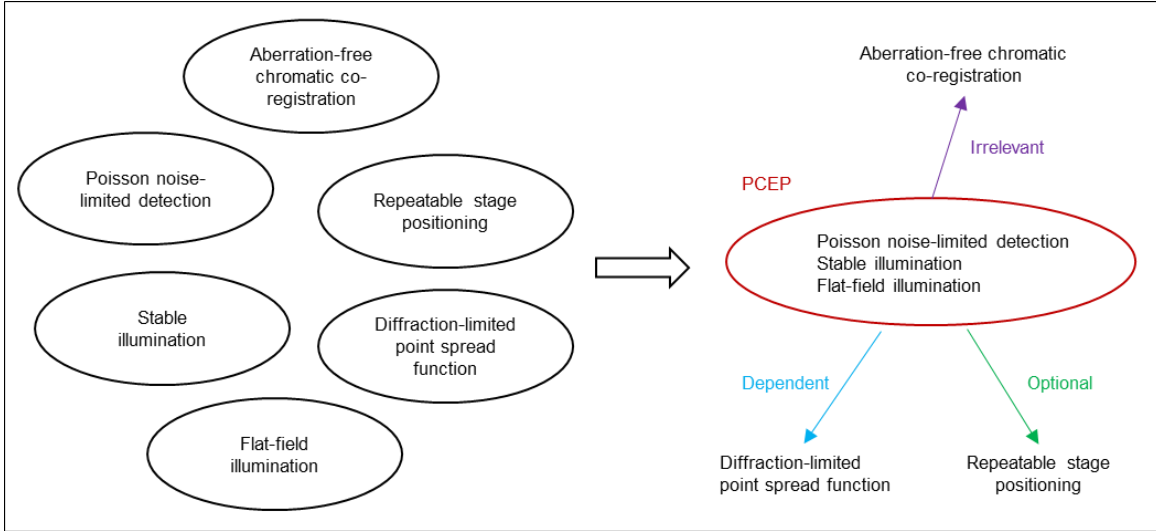 Aberration-free
chromatic co-
registration
Poisson noise-
limited detection
Repeatable stage
positioning
Stable
illumination
Diffraction-limited
point spread
function
Flat-field
illumination
Aberration-free chromatic
co-registration
Irrelevant
PCEP
Poisson noise-limited detection
Stable illumination
Flat-field illumination
Dependent
Optional
Diffraction-limited
point spread function
Repeatable stage
positioning